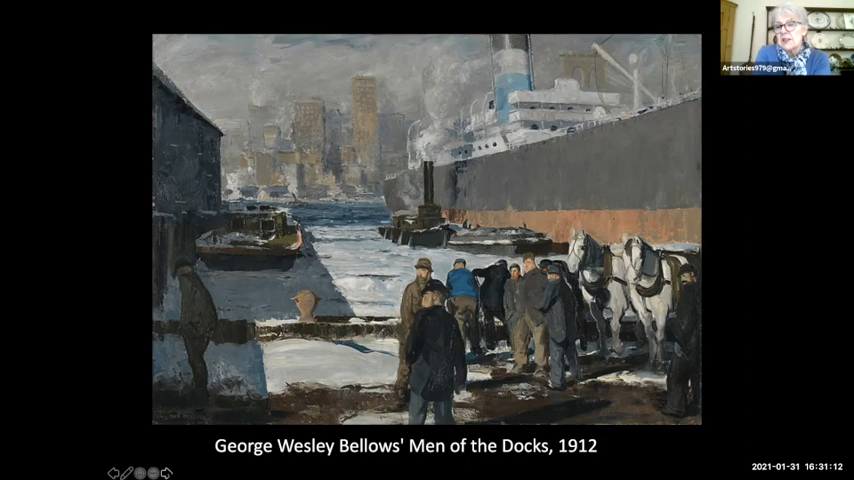 Artstories979@gma...
George Wesley Bellows' Men of the Docks, 1912
2021-01-31 16:31:12